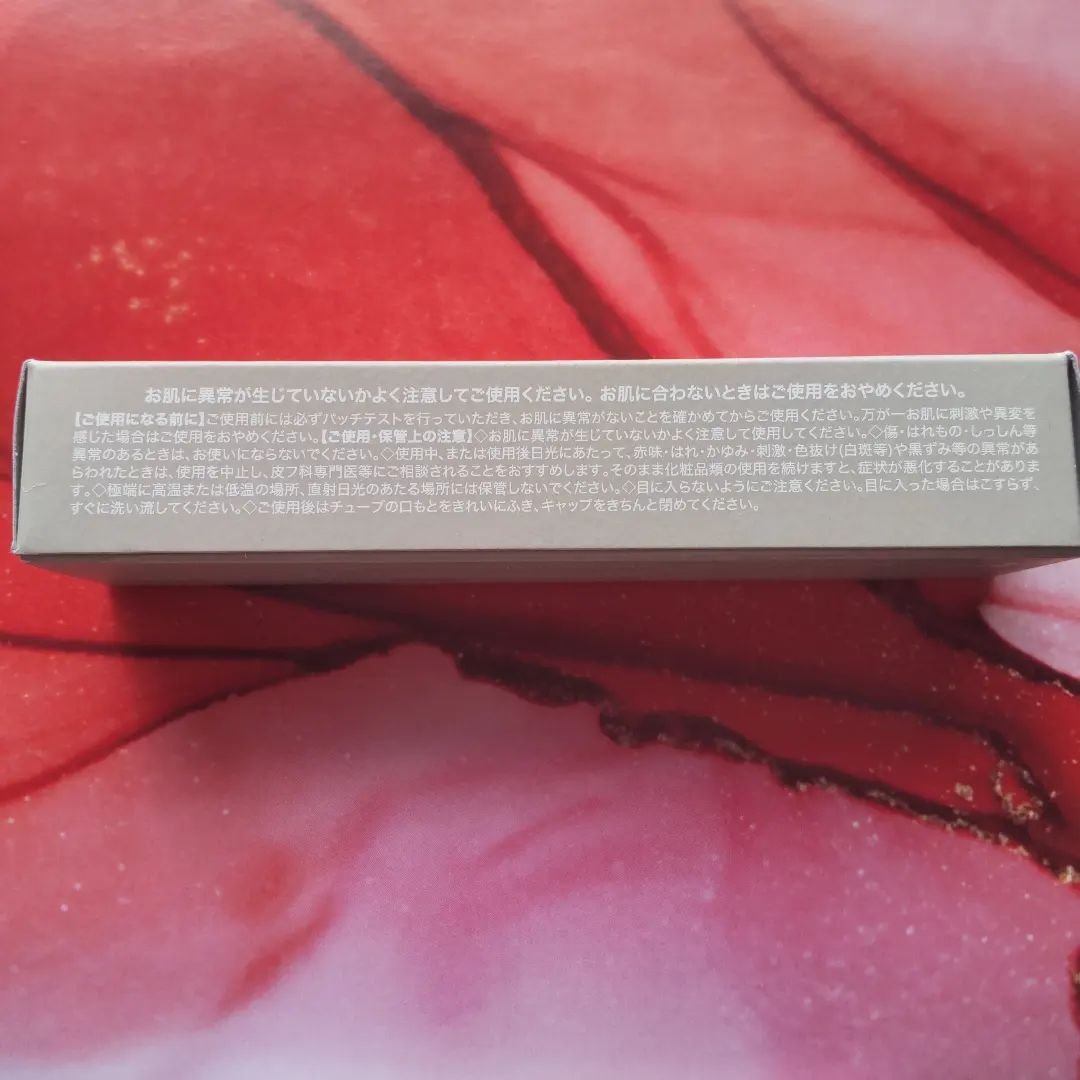 お肌に異常が生じていないかよく注意してご使用ください。お肌に合わないときはご使用をおやめください。
【ご使用になる前に】ご使用前には必ずパッチテストを行っていただき、お肌に異常がないことを確かめてからご使用ください。万が一お肌に刺激や異変を
感じた場合はご使用をおやめください。【ご使用・保管上の注意】◇お肌に異常が生じていないかよく注意して使用してください。◇傷・はれもの・しっしん等
異常のあるときは、お使いにならないでください。◇使用中、または使用後日光にあたって、赤味・はれ・かゆみ・刺激・色抜け(白斑等)や黒ずみ等の異常があ
らわれたときは、使用を中止し、皮フ科専門医等にご相談されることをおすすめします。そのまま化粧品類の使用を続けますと、症状が悪化することがありま
す。◇極端に高温または低温の場所、直射日光のあたる場所には保管しないでください。◇目に入らないようにご注意ください。目に入った場合はこすらず、
すぐに洗い流してください。◇ご使用後はチューブの口もとをきれいにふき、キャップをきちんと閉めてください。